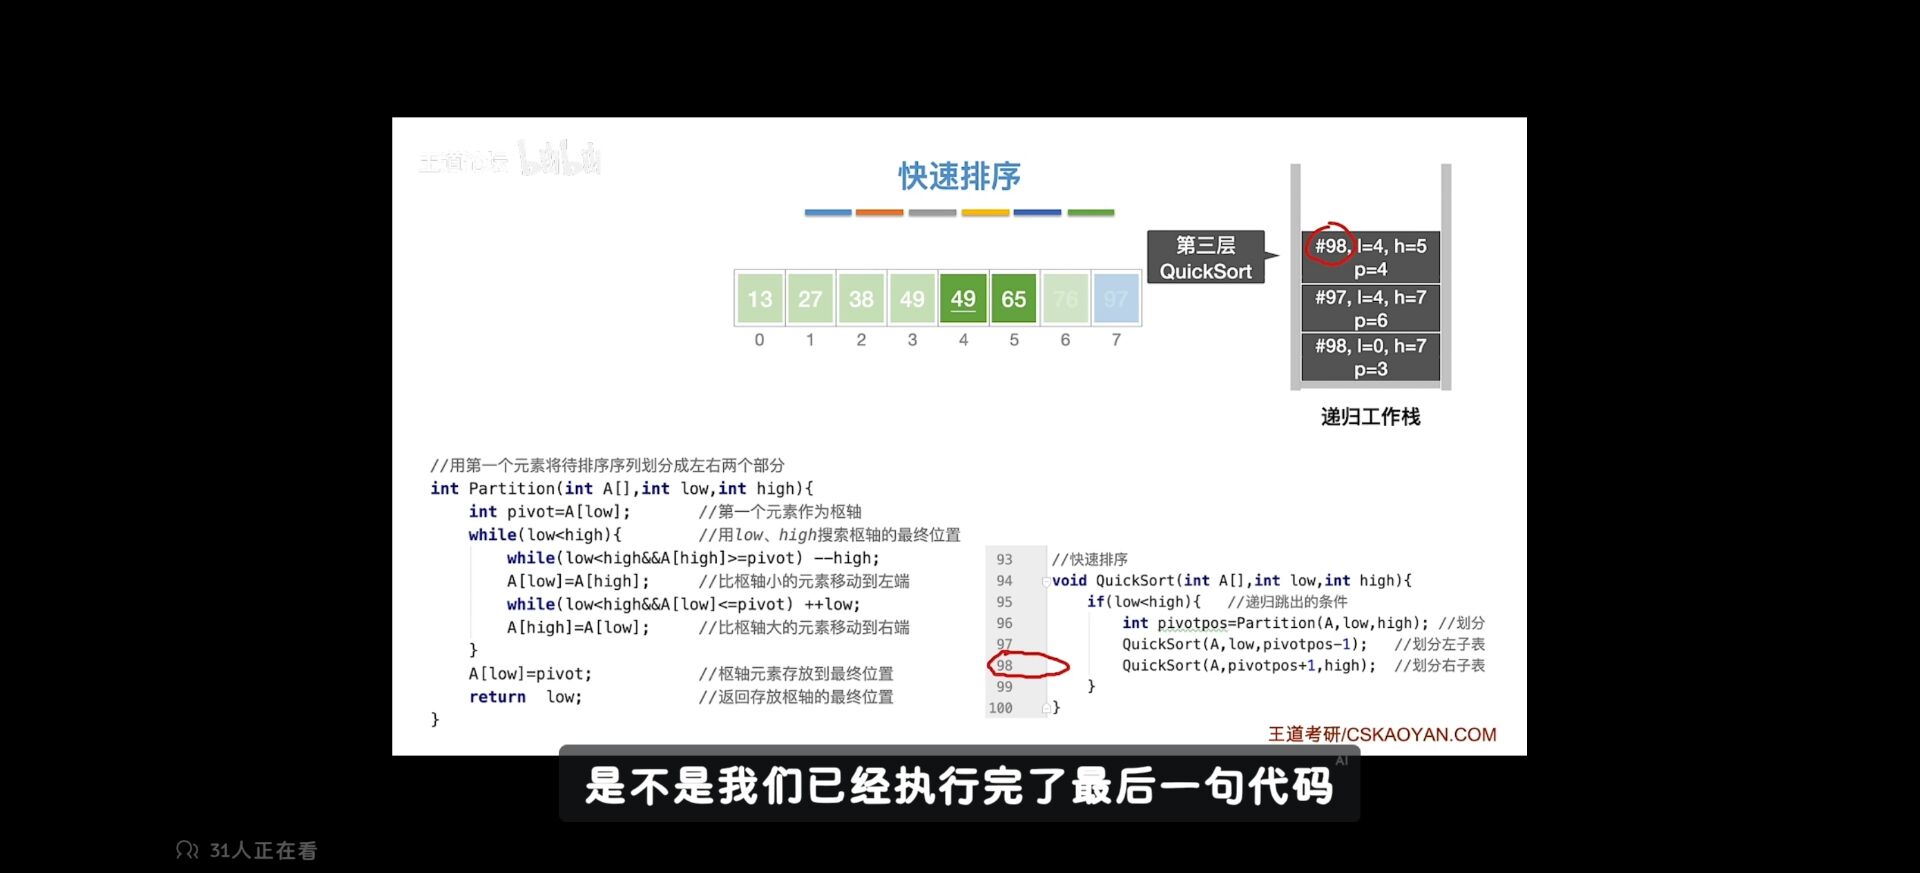 王道论坛 bilibili
快速排序
第三层
QuickSort
#98, l=4, h=5
p=4
#97, l=4, h=7
p=6
#98, l=0, h=7
p=3
递归工作栈
13 27 38 49 49 65 76 97
0 1 2 3 4 5 6 7
//用第一个元素将待排序序列划分成左右两个部分
int Partition(int A[],int low,int high){
int pivot=A[low]; //第一个元素作为枢轴
while(low<high){ //用low、high搜索枢轴的最终位置
while(low<high&&A[high]>=pivot) --high;
A[low]=A[high]; //比枢轴小的元素移动到左端
while(low<high&&A[low]<=pivot) ++low;
A[high]=A[low]; //比枢轴大的元素移动到右端
}
A[low]=pivot; //枢轴元素存放到最终位置
return low; //返回存放枢轴的最终位置
}
93 //快速排序
94 void QuickSort(int A[],int low,int high){
95 if(low<high){ //递归跳出的条件
96 int pivotpos=Partition(A,low,high); //划分
97 QuickSort(A,low,pivotpos-1); //划分左子表
98 QuickSort(A,pivotpos+1,high); //划分右子表
99 }
100 }
王道考研/CSKAOYAN.COM
AI
是不是我们已经执行完了最后一句代码
31人正在看